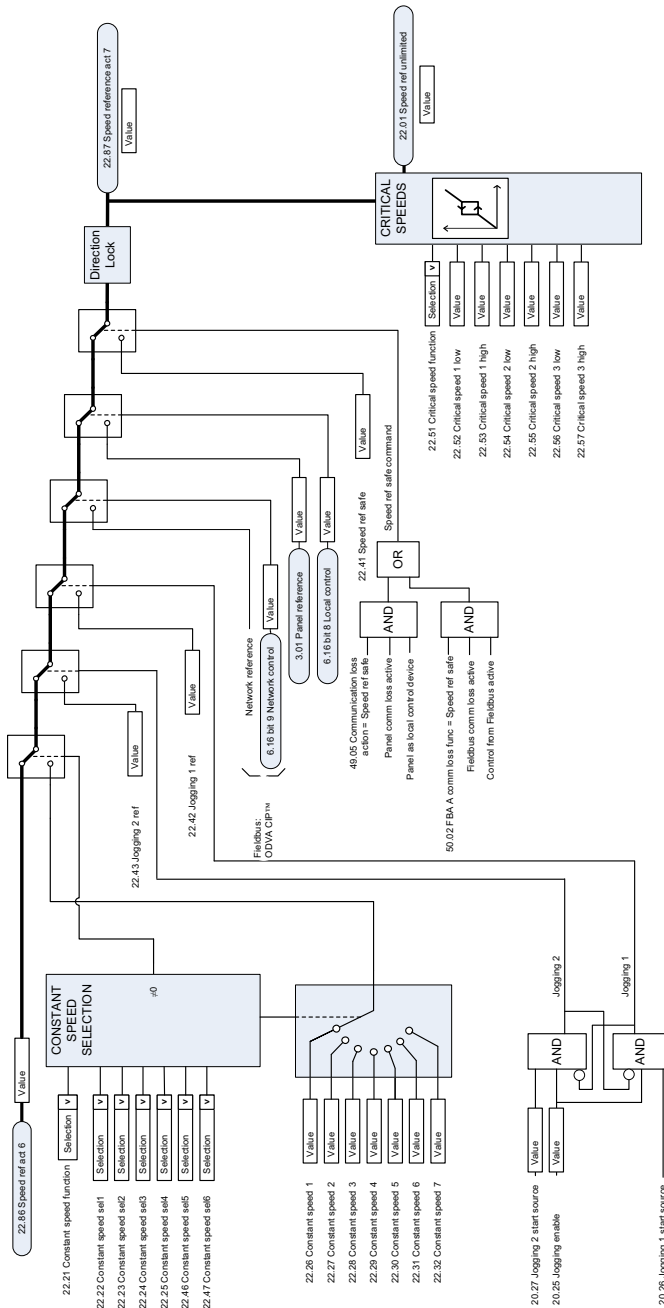 22.86 Speed ref act 6
Value
22.21 Constant speed function
Selection
v
22.22 Constant speed sel1
Selection
v
22.23 Constant speed sel2
Selection
v
22.24 Constant speed sel3
Selection
v
22.25 Constant speed sel4
Selection
v
22.46 Constant speed sel5
Selection
v
22.47 Constant speed sel6
Selection
v
CONSTANT
SPEED
SELECTION
≠0
22.26 Constant speed 1
Value
22.27 Constant speed 2
Value
22.28 Constant speed 3
Value
22.29 Constant speed 4
Value
22.30 Constant speed 5
Value
22.31 Constant speed 6
Value
22.32 Constant speed 7
Value
20.27 Jogging 2 start source
Value
20.25 Jogging enable
Value
20.26 Jogging 1 start source
AND
AND
Jogging 2
Jogging 1
22.43 Jogging 2 ref
Value
22.42 Jogging 1 ref
Value
Fieldbus:
ODVA CIP™
Network reference
6.16 bit 9 Network control
Value
3.01 Panel reference
Value
6.16 bit 8 Local control
Value
22.41 Speed ref safe
Value
49.05 Communication loss
action = Speed ref safe
Panel comm loss active
Panel as local control device
AND
50.02 FBA A comm loss func = Speed ref safe
Fieldbus comm loss active
Control from Fieldbus active
AND
OR
Speed ref safe command
Direction
Lock
22.87 Speed reference act 7
Value
22.51 Critical speed function
Selection
v
22.52 Critical speed 1 low
Value
22.53 Critical speed 1 high
Value
22.54 Critical speed 2 low
Value
22.55 Critical speed 2 high
Value
22.56 Critical speed 3 low
Value
22.57 Critical speed 3 high
Value
CRITICAL
SPEEDS
22.01 Speed ref unlimited
Value